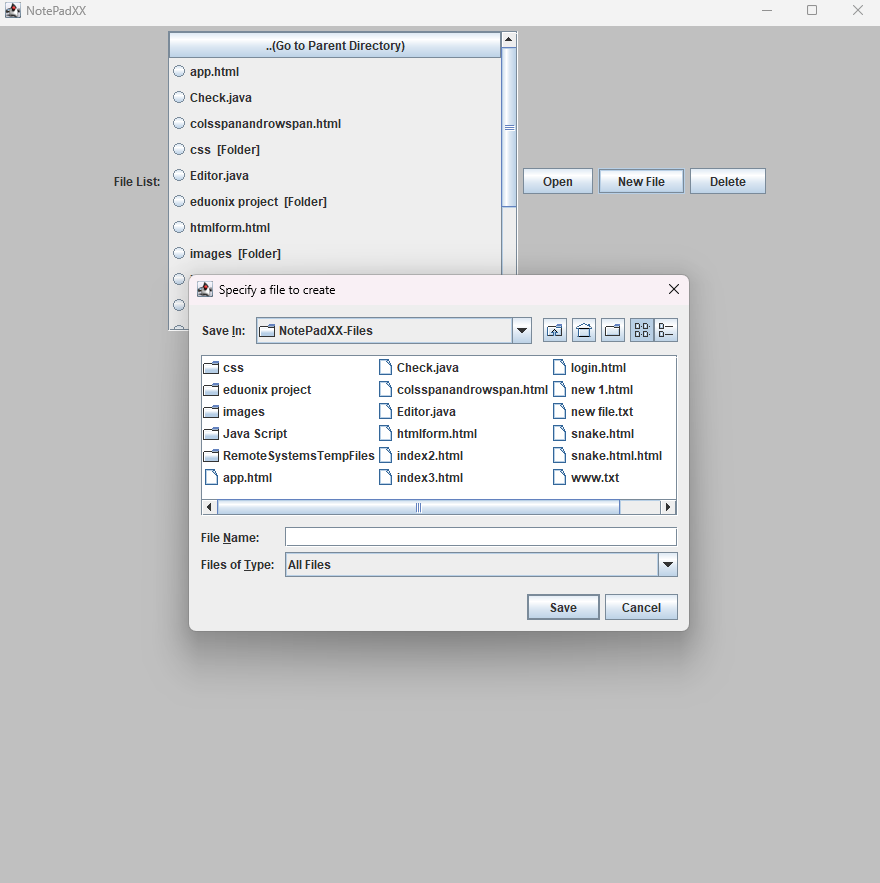 NotePadXX
..(Go to Parent Directory)
app.html
Check.java
colsspanandrowspan.html
css [Folder]
File List:
Editor.java
Open
New File
Delete
eduonix project [Folder]
htmlform.html
images [Folder]
Specify a file to create
Save In:
NotePadXX-Files
css
eduonix project
images
Java Script
RemoteSystemsTempFiles
app.html
Check.java
colsspanandrowspan.html
Editor.java
htmlform.html
index2.html
index3.html
login.html
new 1.html
new file.txt
snake.html
snake.html.html
www.txt
File Name:
Files of Type:
All Files
Save
Cancel